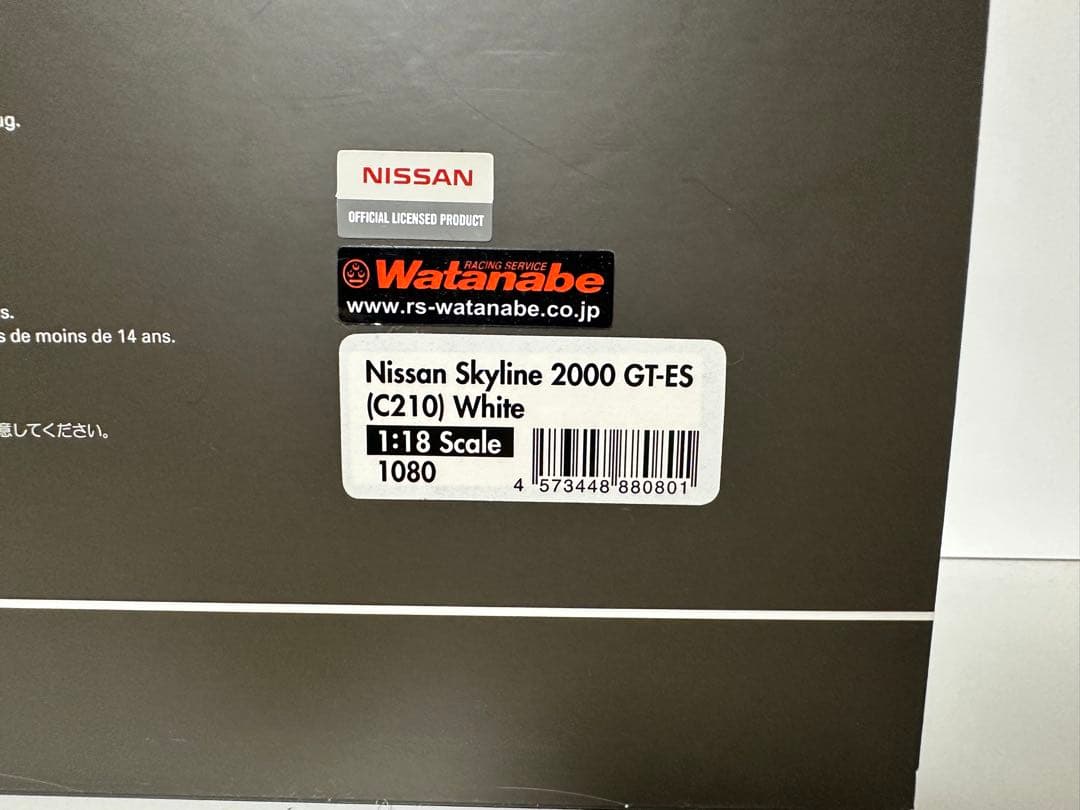 ug.
NISSAN
OFFICIAL LICENSED PRODUCT
RACING SERVICE
Watanabe
www.rs-watanabe.co.jp
s.
s de moins de 14 ans.
Nissan Skyline 2000 GT-ES
(C210) White
1:18 Scale
1080
4 573448 880801
意してください。